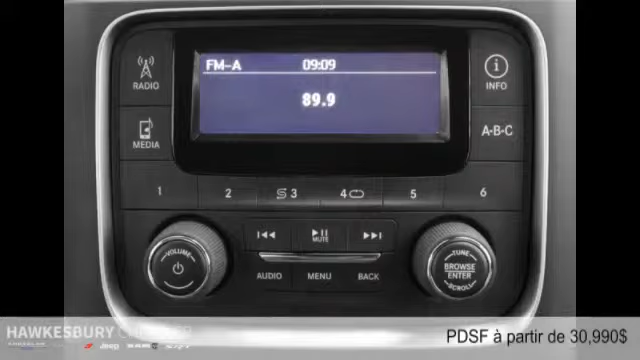 FM-A 09:09
89.9
RADIO
MEDIA
INFO
A-B-C
1 2 3 4 5 6
MUTE
VOLUME
AUDIO MENU BACK
TUNE
BROWSE
ENTER
SCROLL
HAWKESBURY
PDSF à partir de 30,990$
Jeep